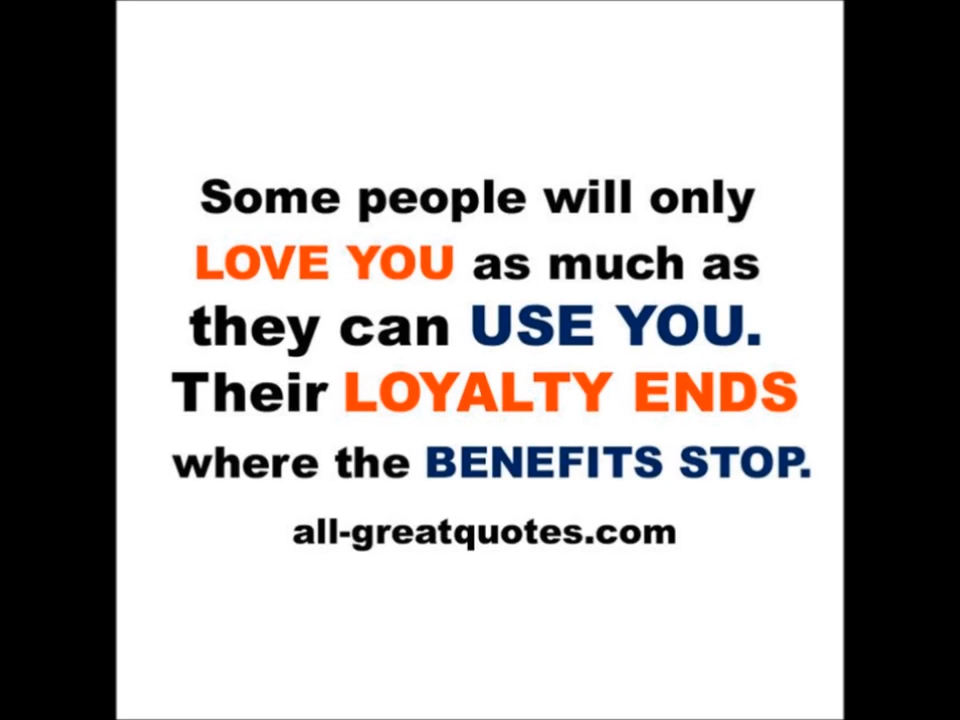 Some people will only
LOVE YOU as much as
they can USE YOU.
Their LOYALTY ENDS
where the BENEFITS STOP.
all-greatquotes.com